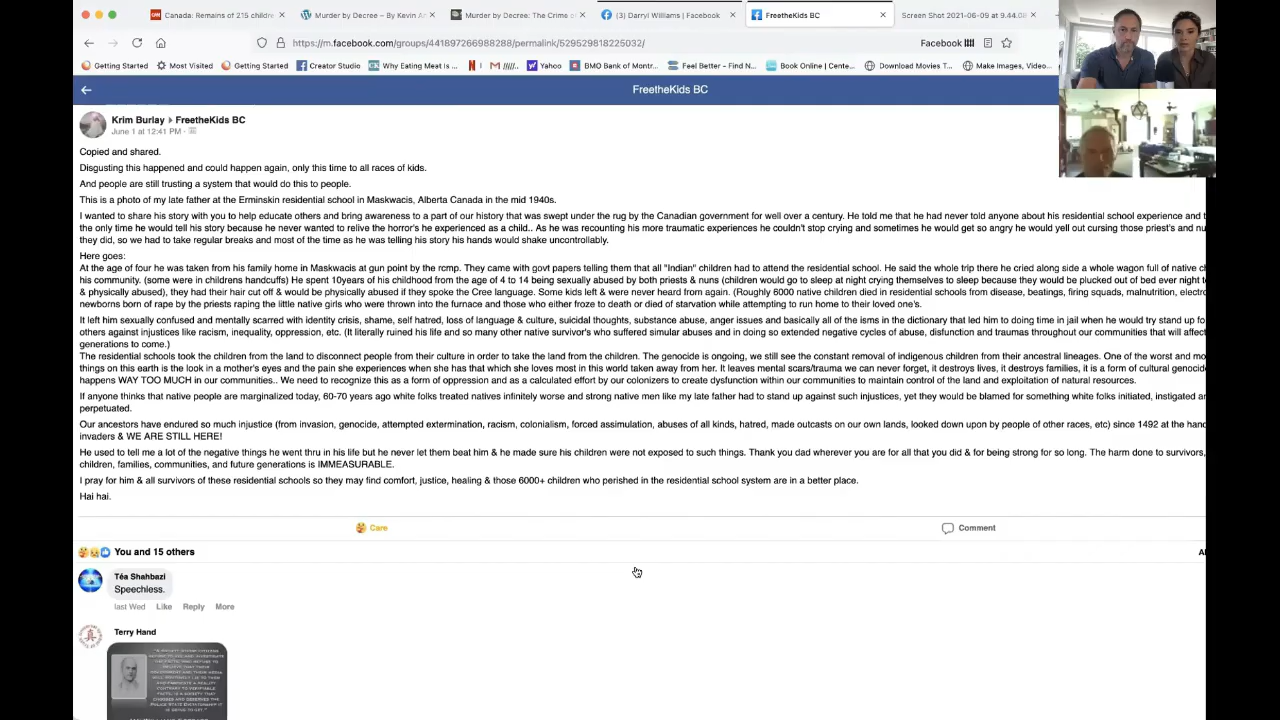 Canada: Remains of 215 childre
Murder by Decree – By Kevin A
Murder by Decree: The Crime o
(3) Darryl Williams | Facebook
FreetheKids BC
Screen Shot 2021-06-09 at 9.44.08
https://m.facebook.com/groups/441897266988288/permalink/529529818225032/
Facebook
Getting Started
Most Visited
Getting Started
Creator Studio
Why Eating Meat Is ...
Yahoo
BMO Bank of Montr...
Feel Better - Find N...
Book Online | Cente...
Download Movies T...
Make Images, Video...
FreetheKids BC
Krim Burlay ▸ FreetheKids BC
June 1 at 12:41 PM ·
Copied and shared.
Disgusting this happened and could happen again, only this time to all races of kids.
And people are still trusting a system that would do this to people.
This is a photo of my late father at the Erminskin residential school in Maskwacis, Alberta Canada in the mid 1940s.
I wanted to share his story with you to help educate others and bring awareness to a part of our history that was swept under the rug by the Canadian government for well over a century. He told me that he had never told anyone about his residential school experience and t
the only time he would tell his story because he never wanted to relive the horror's he experienced as a child.. As he was recounting his more traumatic experiences he couldn't stop crying and sometimes he would get so angry he would yell out cursing those priest's and nu
they did, so we had to take regular breaks and most of the time as he was telling his story his hands would shake uncontrollably.
Here goes:
At the age of four he was taken from his family home in Maskwacis at gun point by the rcmp. They came with govt papers telling them that all "Indian" children had to attend the residential school. He said the whole trip there he cried along side a whole wagon full of native ch
his community. (some were in childrens handcuffs) He spent 10years of his childhood from the age of 4 to 14 being sexually abused by both priests & nuns (children would go to sleep at night crying themselves to sleep because they would be plucked out of bed ever night t
& physically abused), they had their hair cut off & would be physically abused if they spoke the Cree language. Some kids left & were never heard from again. (Roughly 6000 native children died in residential schools from disease, beatings, firing squads, malnutrition, electro
newborns born of rape by the priests raping the little native girls who were thrown into the furnace and those who either froze to death or died of starvation while attempting to run home to their loved one's.
It left him sexually confused and mentally scarred with identity crisis, shame, self hatred, loss of language & culture, suicidal thoughts, substance abuse, anger issues and basically all of the isms in the dictionary that led him to doing time in jail when he would try stand up fo
others against injustices like racism, inequality, oppression, etc. (It literally ruined his life and so many other native survivor's who suffered simular abuses and in doing so extended negative cycles of abuse, disfunction and traumas throughout our communities that will affect
generations to come.)
The residential schools took the children from the land to disconnect people from their culture in order to take the land from the children. The genocide is ongoing, we still see the constant removal of indigenous children from their ancestral lineages. One of the worst and mo
things on this earth is the look in a mother's eyes and the pain she experiences when she has that which she loves most in this world taken away from her. It leaves mental scars/trauma we can never forget, it destroys lives, it destroys families, it is a form of cultural genocide
happens WAY TOO MUCH in our communities.. We need to recognize this as a form of oppression and as a calculated effort by our colonizers to create dysfunction within our communities to maintain control of the land and exploitation of natural resources.
If anyone thinks that native people are marginalized today, 60-70 years ago white folks treated natives infinitely worse and strong native men like my late father had to stand up against such injustices, yet they would be blamed for something white folks initiated, instigated ar
perpetuated.
Our ancestors have endured so much injustice (from invasion, genocide, attempted extermination, racism, colonialism, forced assimilation, abuses of all kinds, hatred, made outcasts on our own lands, looked down upon by people of other races, etc) since 1492 at the hand
invaders & WE ARE STILL HERE!
He used to tell me a lot of the negative things he went thru in his life but he never let them beat him & he made sure his children were not exposed to such things. Thank you dad wherever you are for all that you did & for being strong for so long. The harm done to survivors,
children, families, communities, and future generations is IMMEASURABLE.
I pray for him & all survivors of these residential schools so they may find comfort, justice, healing & those 6000+ children who perished in the residential school system are in a better place.
Hai hai.
Care
Comment
You and 15 others
Al
Téa Shahbazi
Speechless.
last Wed Like Reply More
Terry Hand